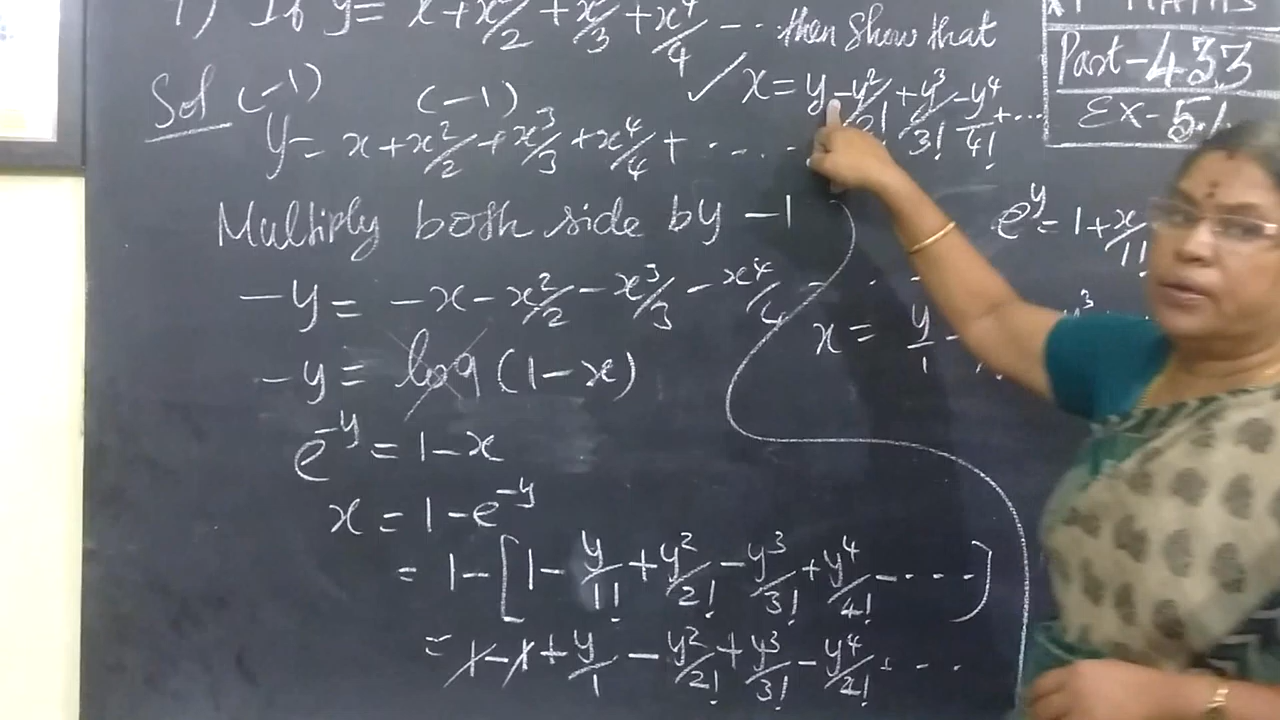 7) If y = x + x²/2 + x³/3 + x⁴/4 - - - then show that
✓ x = y - y²/2! + y³/3! - y⁴/4! + ...
XI MATHS
Part-433
EX-5.1
Sol (-1) (-1)
y = x + x²/2 + x³/3 + x⁴/4 + .....
Multiply both side by -1
-y = -x - x²/2 - x³/3 - x⁴/4 - . . .
-y = log (1-x)
e^-y = 1-x
x = 1-e^-y
= 1-[1 - y/1! + y²/2! - y³/3! + y⁴/4! - ----]
= 1-1 + y/1 - y²/2! + y³/3! - y⁴/2! + ...
e^y = 1 + x/1!
x = y/1 -